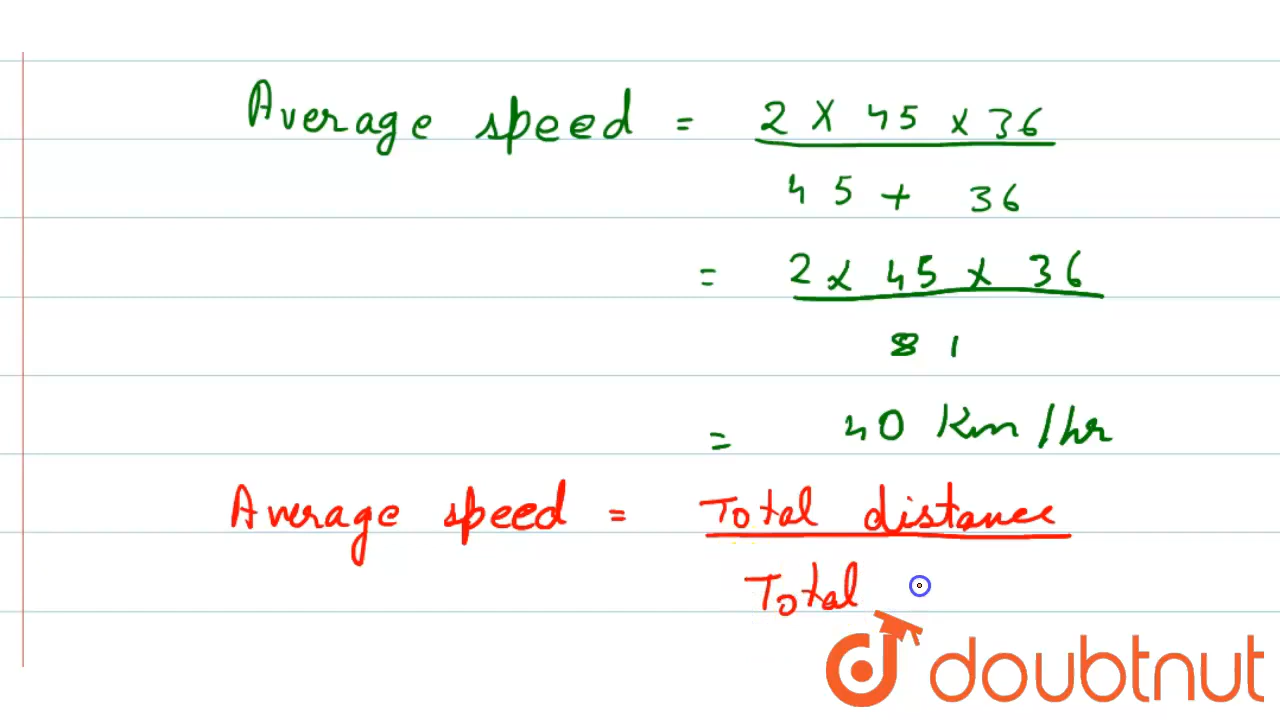 Average speed = 2 X 45 x 36
45 + 36
= 2 x 45 x 36
81
= 40 Km/hr
Average speed = Total distance
Total
doubtnut